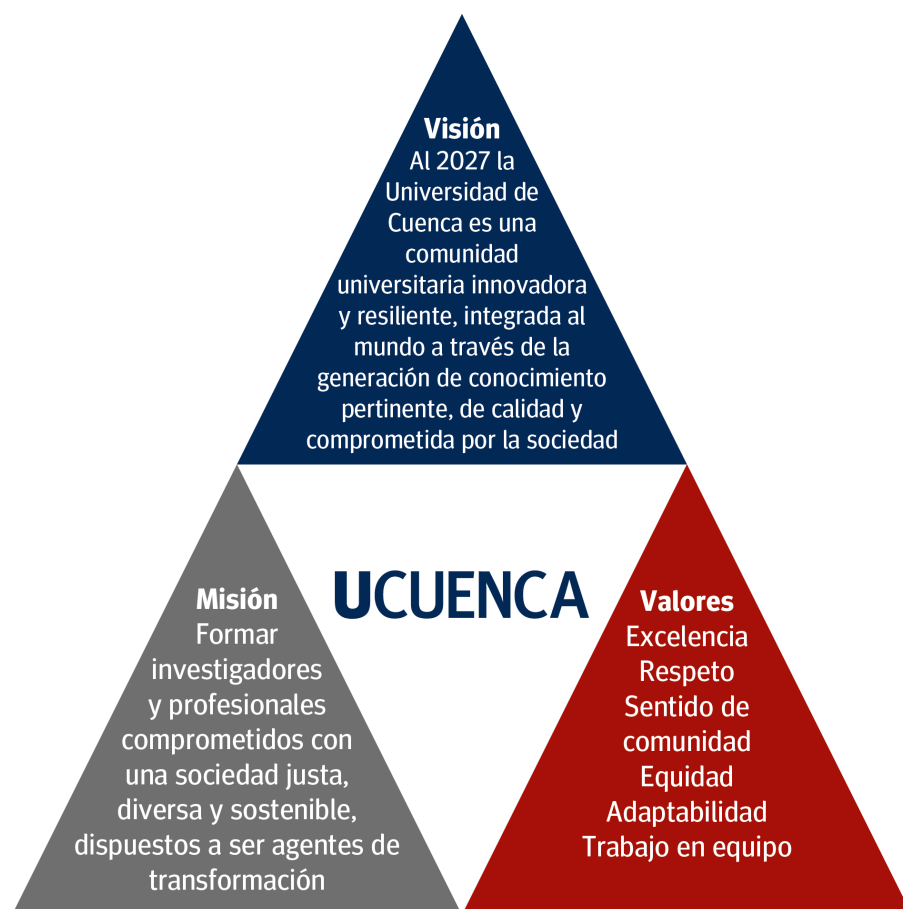 Visión
Al 2027 la
Universidad de
Cuenca es una
comunidad
universitaria innovadora
y resiliente, integrada al
mundo a través de la
generación de conocimiento
pertinente, de calidad y
comprometida por la sociedad
UCUENCA
Misión
Formar
investigadores
y profesionales
comprometidos con
una sociedad justa,
diversa y sostenible,
dispuestos a ser agentes de
transformación
Valores
Excelencia
Respeto
Sentido de
comunidad
Equidad
Adaptabilidad
Trabajo en equipo